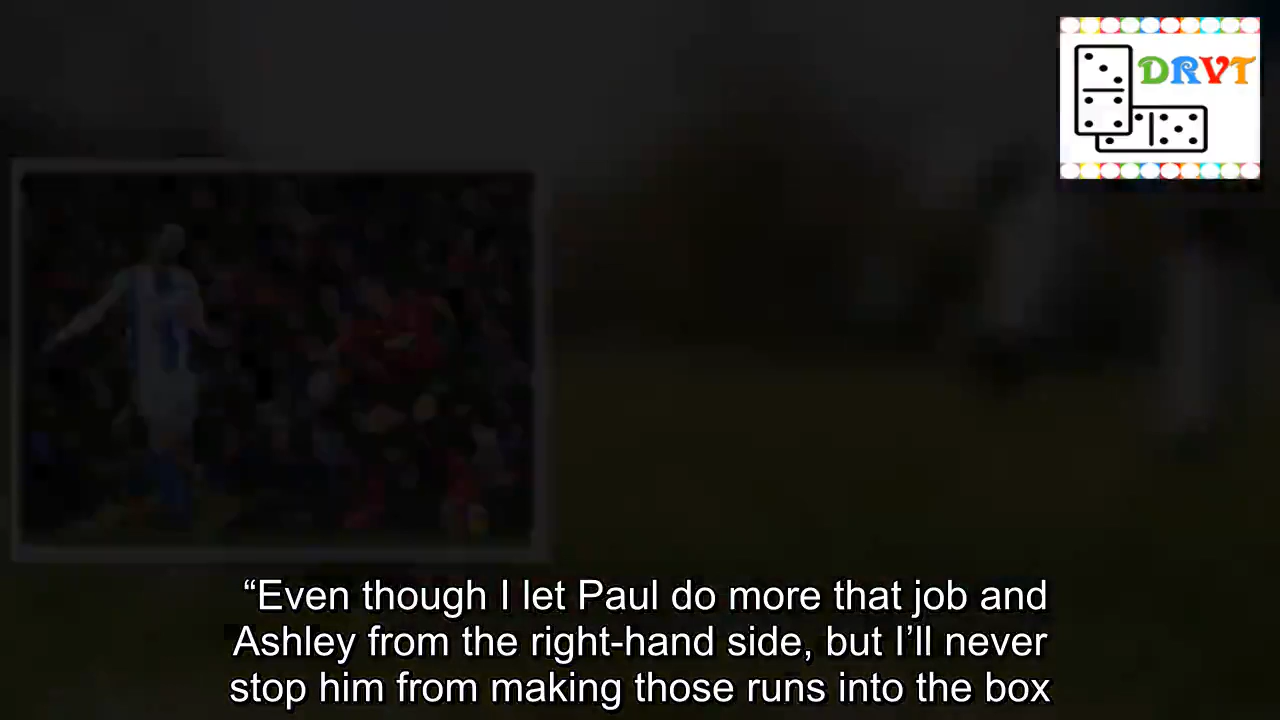 DRVT
“Even though I let Paul do more that job and
Ashley from the right-hand side, but I’ll never
stop him from making those runs into the box